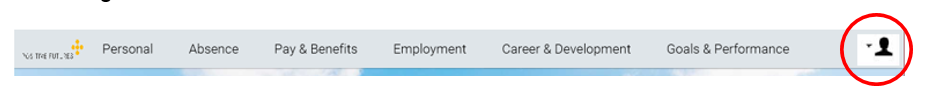 Personal Absence Pay & Benefits Employment Career & Development Goals & Performance